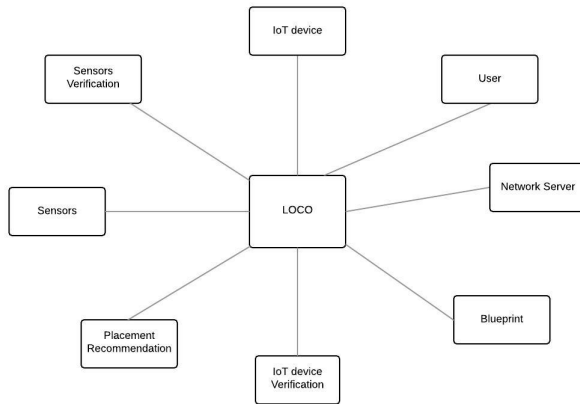 IoT device
Sensors
Verification
User
Network Server
Sensors
LOCO
Blueprint
Placement
Recommendation
IoT device
Verification